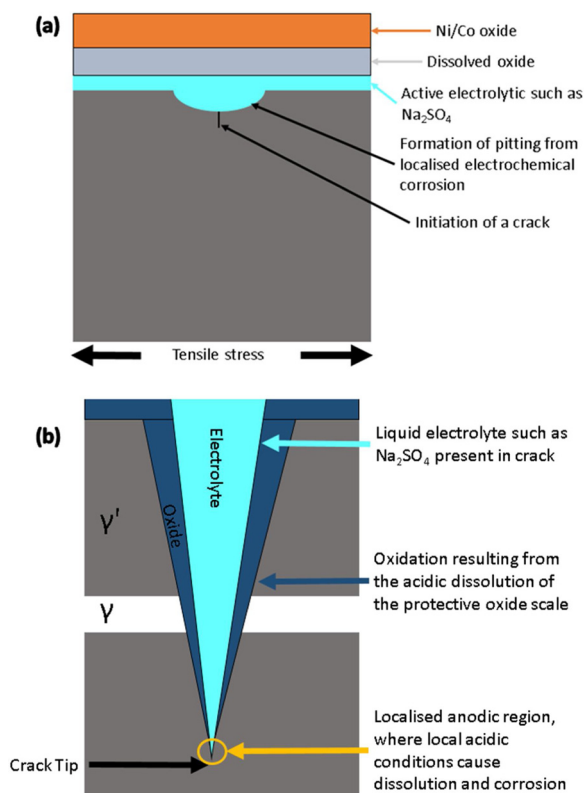 (a)
Ni/Co oxide
Dissolved oxide
Active electrolytic such as
Na₂SO₄
Formation of pitting from
localised electrochemical
corrosion
Initiation of a crack
Tensile stress
(b)
Electrolyte
Oxide
γ'
γ
Liquid electrolyte such as
Na₂SO₄ present in crack
Oxidation resulting from
the acidic dissolution of
the protective oxide scale
Localised anodic region,
where local acidic
conditions cause
dissolution and corrosion
Crack Tip